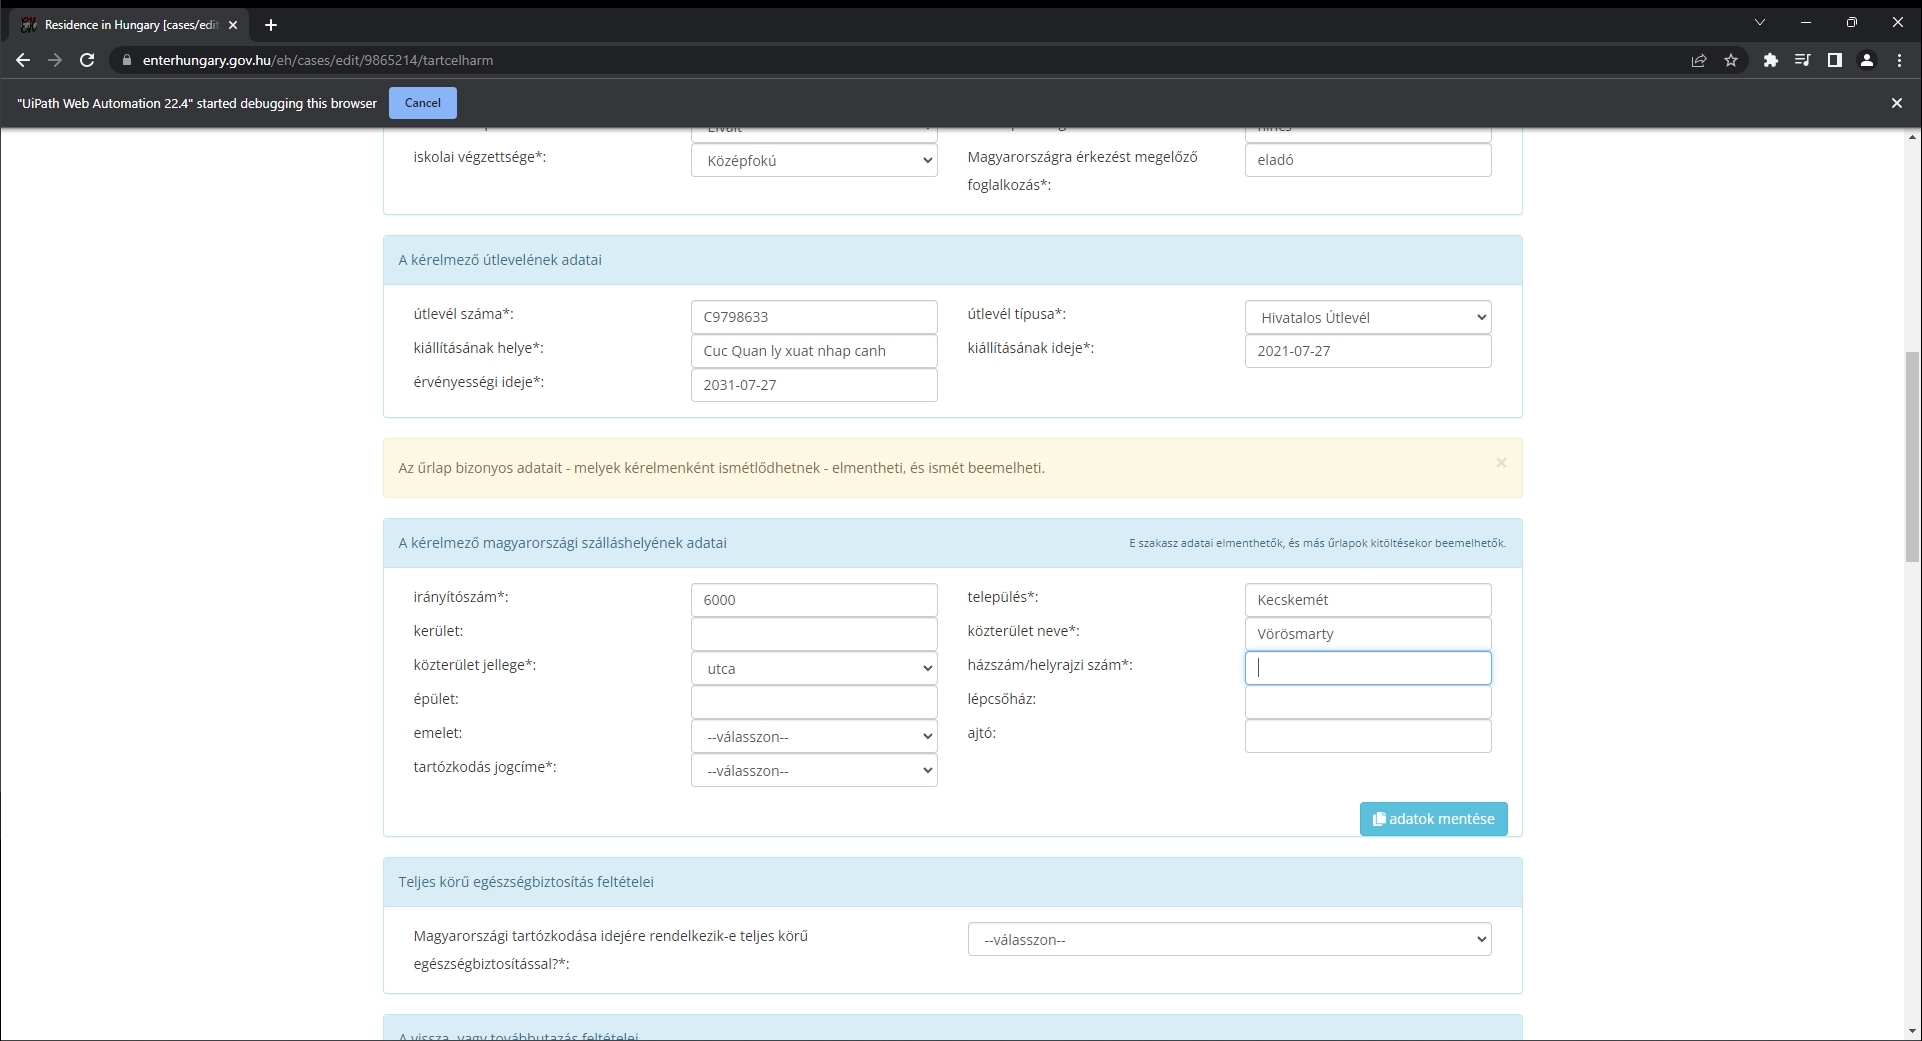 Residence in Hungary [cases/edit
enterhungary.gov.hu/eh/cases/edit/9865214/tartcelharm
"UiPath Web Automation 22.4" started debugging this browser Cancel
iskolai végzettsége*: Középfokú Magyarországra érkezést megelőző foglalkozás*: eladó
A kérelmező útlevelének adatai
útlevél száma*: C9798633 útlevél típusa*: Hivatalos Útlevél
kiállításának helye*: Cuc Quan ly xuat nhap canh kiállításának ideje*: 2021-07-27
érvényességi ideje*: 2031-07-27
Az űrlap bizonyos adatait - melyek kérelmenként ismétlődhetnek - elmentheti, és ismét beemelheti. ×
A kérelmező magyarországi szálláshelyének adatai E szakasz adatai elmenthetők, és más űrlapok kitöltésekor beemelhetők.
irányítószám*: 6000 település*: Kecskemét
kerület: közterület neve*: Vörösmarty
közterület jellege*: utca házszám/helyrajzi szám*:
épület: lépcsőház:
emelet: --válasszon-- ajtó:
tartózkodás jogcíme*: --válasszon--
adatok mentése
Teljes körű egészségbiztosítás feltételei
Magyarországi tartózkodása idejére rendelkezik-e teljes körű --válasszon--
egészségbiztosítással?*:
A vissza- vagy továbbutazás feltételei